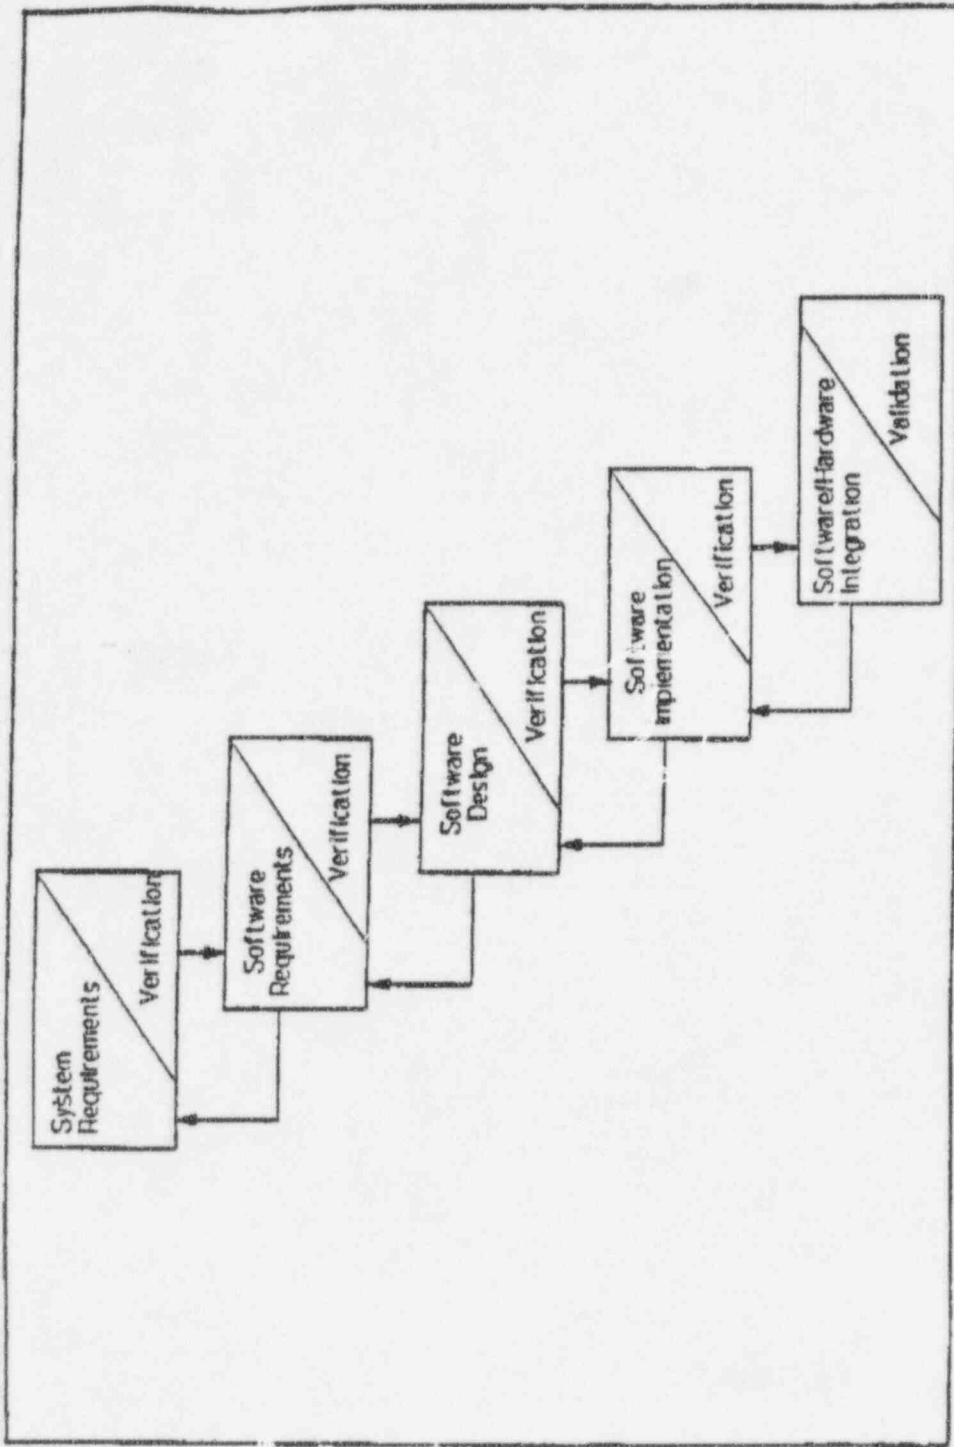 System
Requirements
Verification
Software
Requirements
Verification
Software
Design
Verification
Software
Implementation
Verification
Software/Hardware
Integration
Validation